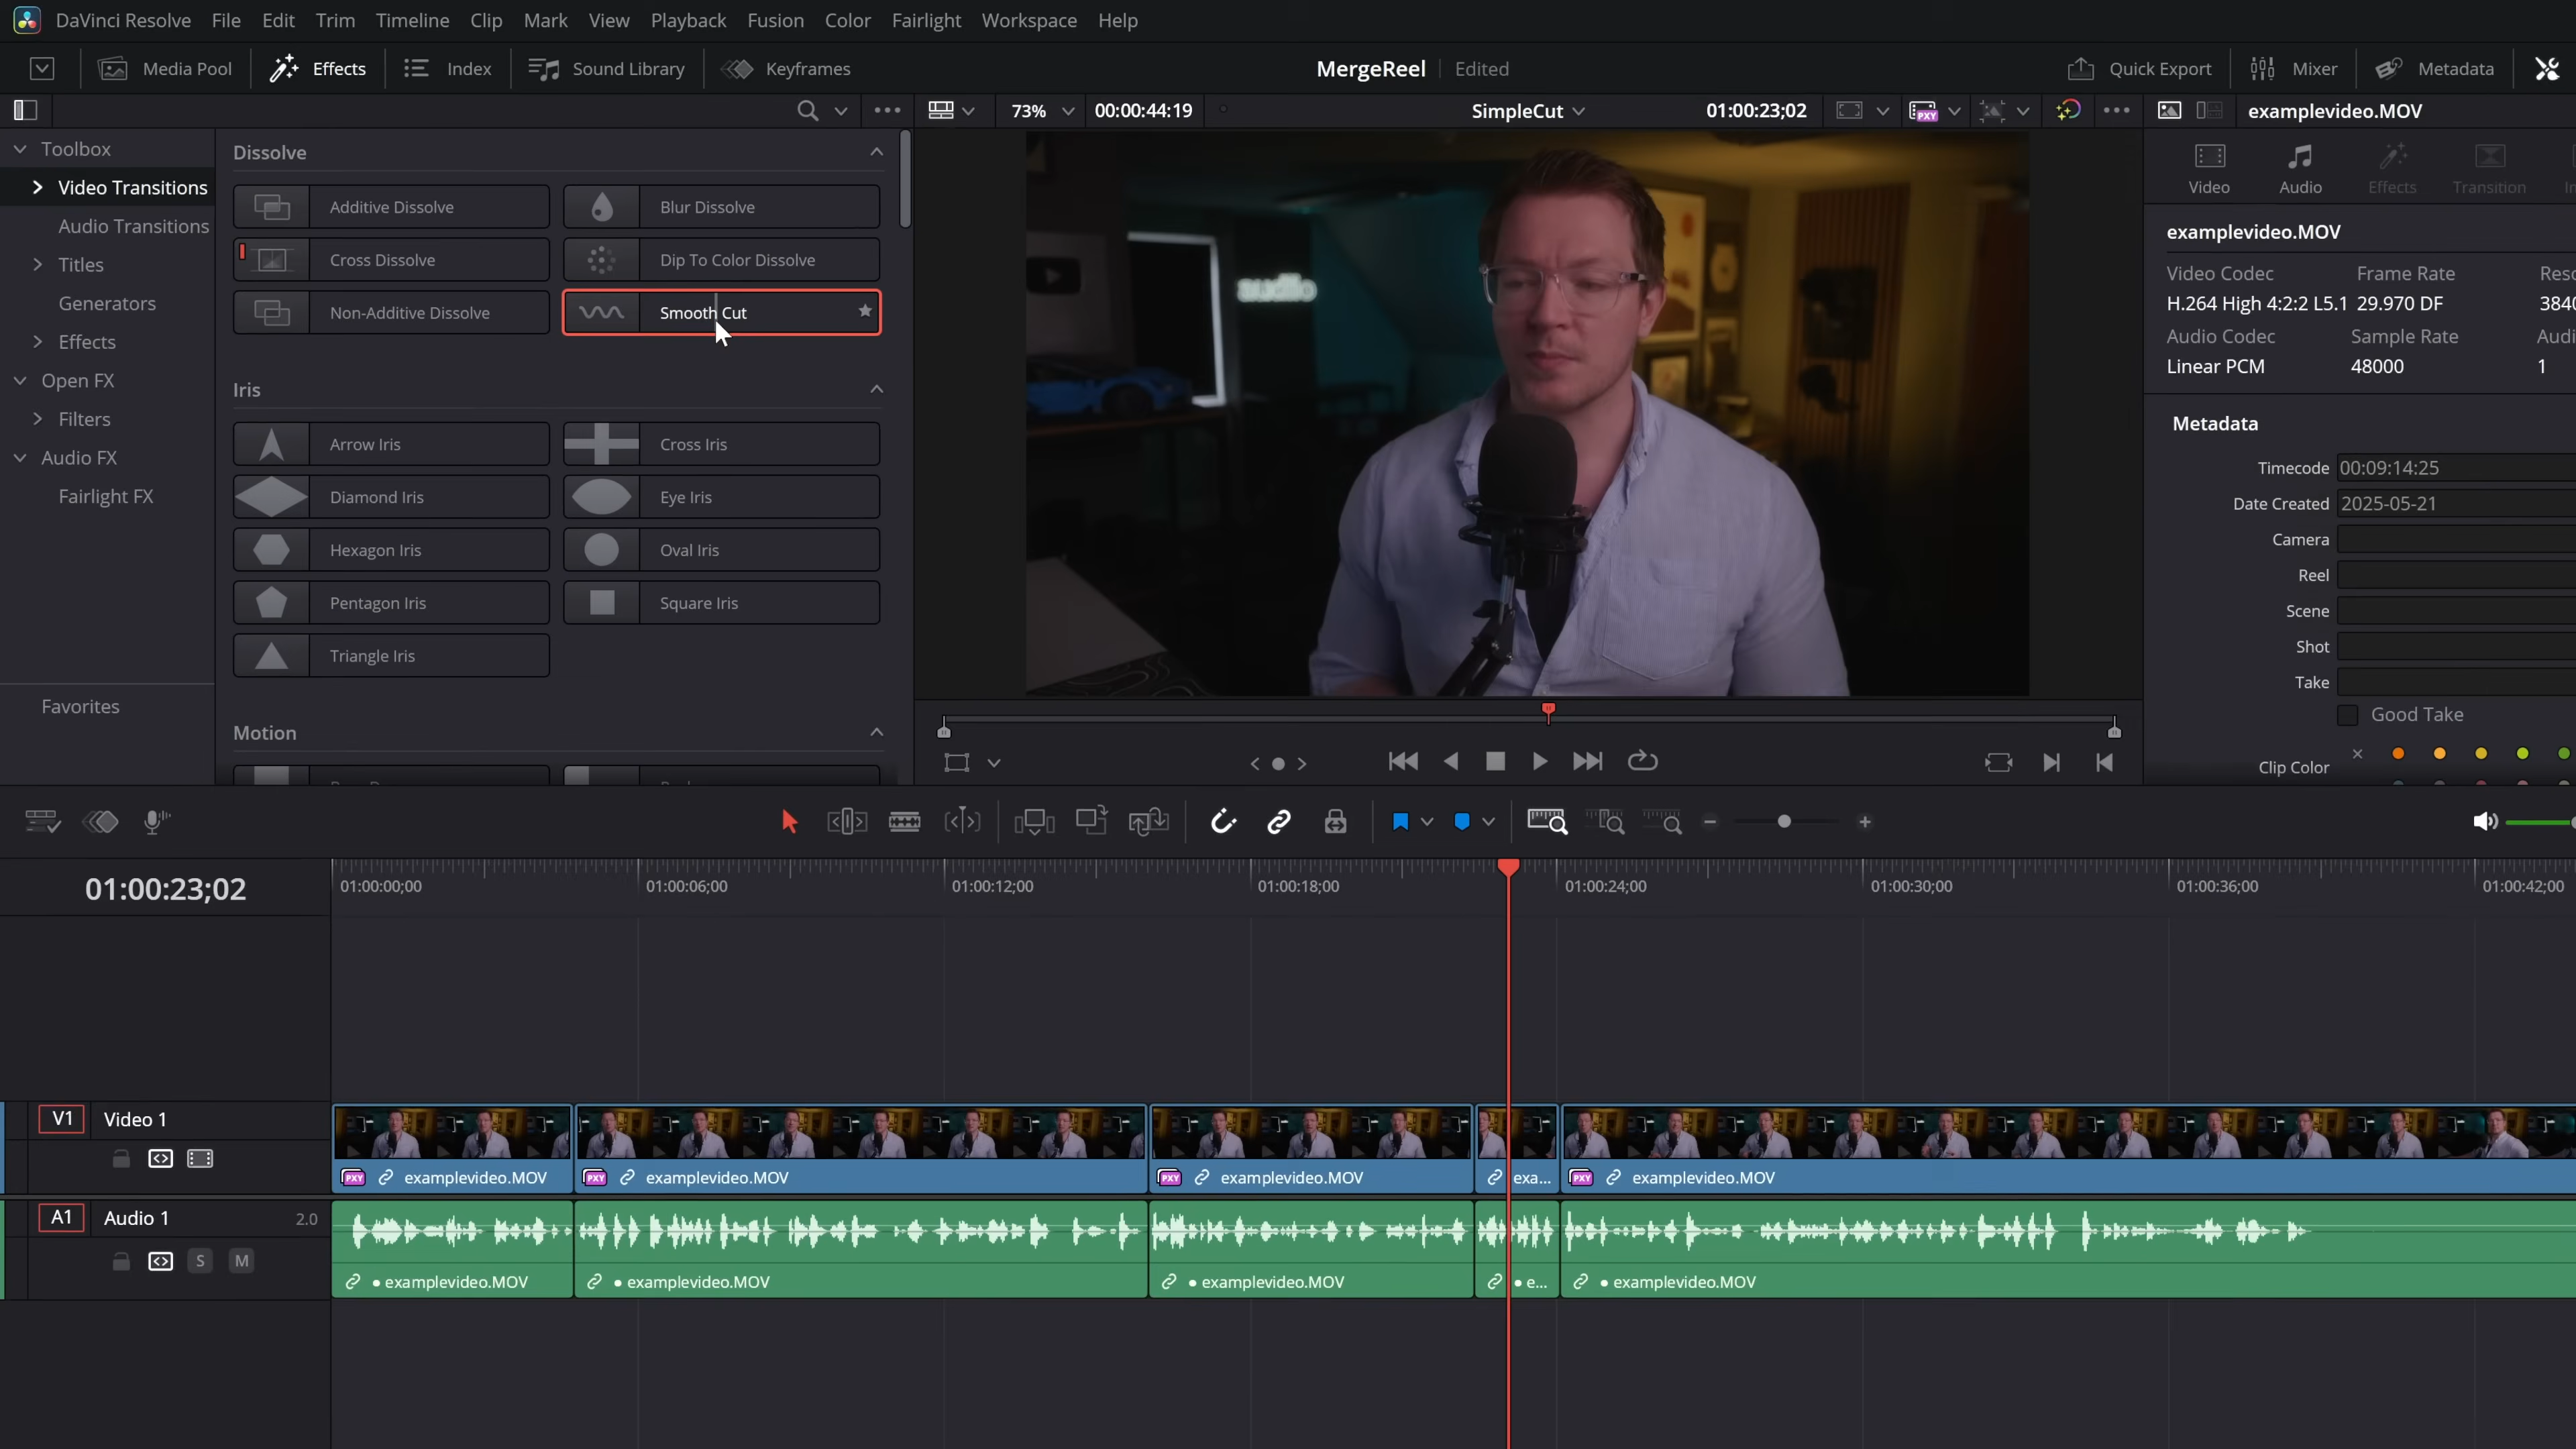 DaVinci Resolve File Edit Trim Timeline Clip Mark View Playback Fusion Color Fairlight Workspace Help
Media Pool Effects Index Sound Library Keyframes MergeReel Edited Quick Export Mixer Metadata
73% 00:00:44:19 SimpleCut 01:00:23;02 PXY examplevideo.MOV
Toolbox
Video Transitions
Audio Transitions
Titles
Generators
Effects
Open FX
Filters
Audio FX
Fairlight FX
Favorites
Dissolve
Additive Dissolve Blur Dissolve
Cross Dissolve Dip To Color Dissolve
Non-Additive Dissolve Smooth Cut
Iris
Arrow Iris Cross Iris
Diamond Iris Eye Iris
Hexagon Iris Oval Iris
Pentagon Iris Square Iris
Triangle Iris
Motion
audio
Video Audio Effects Transition
examplevideo.MOV
Video Codec Frame Rate
H.264 High 4:2:2 L5.1 29.970 DF
Audio Codec Sample Rate
Linear PCM 48000 1
Metadata
Timecode 00:09:14:25
Date Created 2025-05-21
Camera
Reel
Scene
Shot
Take
Good Take
Clip Color
01:00:23;02
01:00:00;00 01:00:06;00 01:00:12;00 01:00:18;00 01:00:24;00 01:00:30;00 01:00:36;00 01:00:42;00
V1 Video 1
PXY examplevideo.MOV PXY examplevideo.MOV PXY examplevideo.MOV exa... PXY examplevideo.MOV
A1 Audio 1 2.0
S M
examplevideo.MOV examplevideo.MOV examplevideo.MOV e... examplevideo.MOV